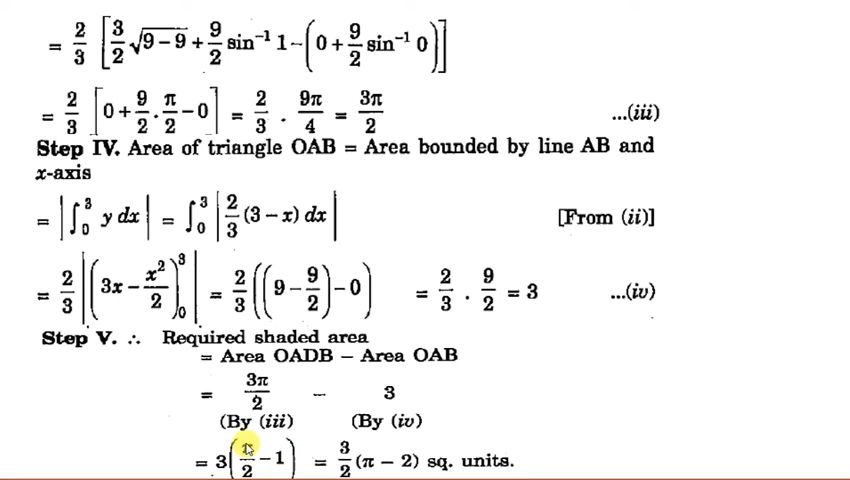 = 2/3 [3/2 √(9 – 9) + 9/2 sin⁻¹ 1 – (0 + 9/2 sin⁻¹ 0)]
= 2/3 [0 + 9/2 . π/2 – 0] = 2/3 . 9π/4 = 3π/2 ...(iii)
Step IV. Area of triangle OAB = Area bounded by line AB and
x-axis
= |∫₀³ y dx| = ∫₀³ |2/3 (3 – x) dx| [From (ii)]
= 2/3 |(3x – x²/2)₀³| = 2/3 ((9 – 9/2) – 0) = 2/3 . 9/2 = 3 ...(iv)
Step V. ∴ Required shaded area
= Area OADB – Area OAB
= 3π/2 – 3
(By (iii) (By (iv)
= 3(π/2 – 1) = 3/2 (π – 2) sq. units.